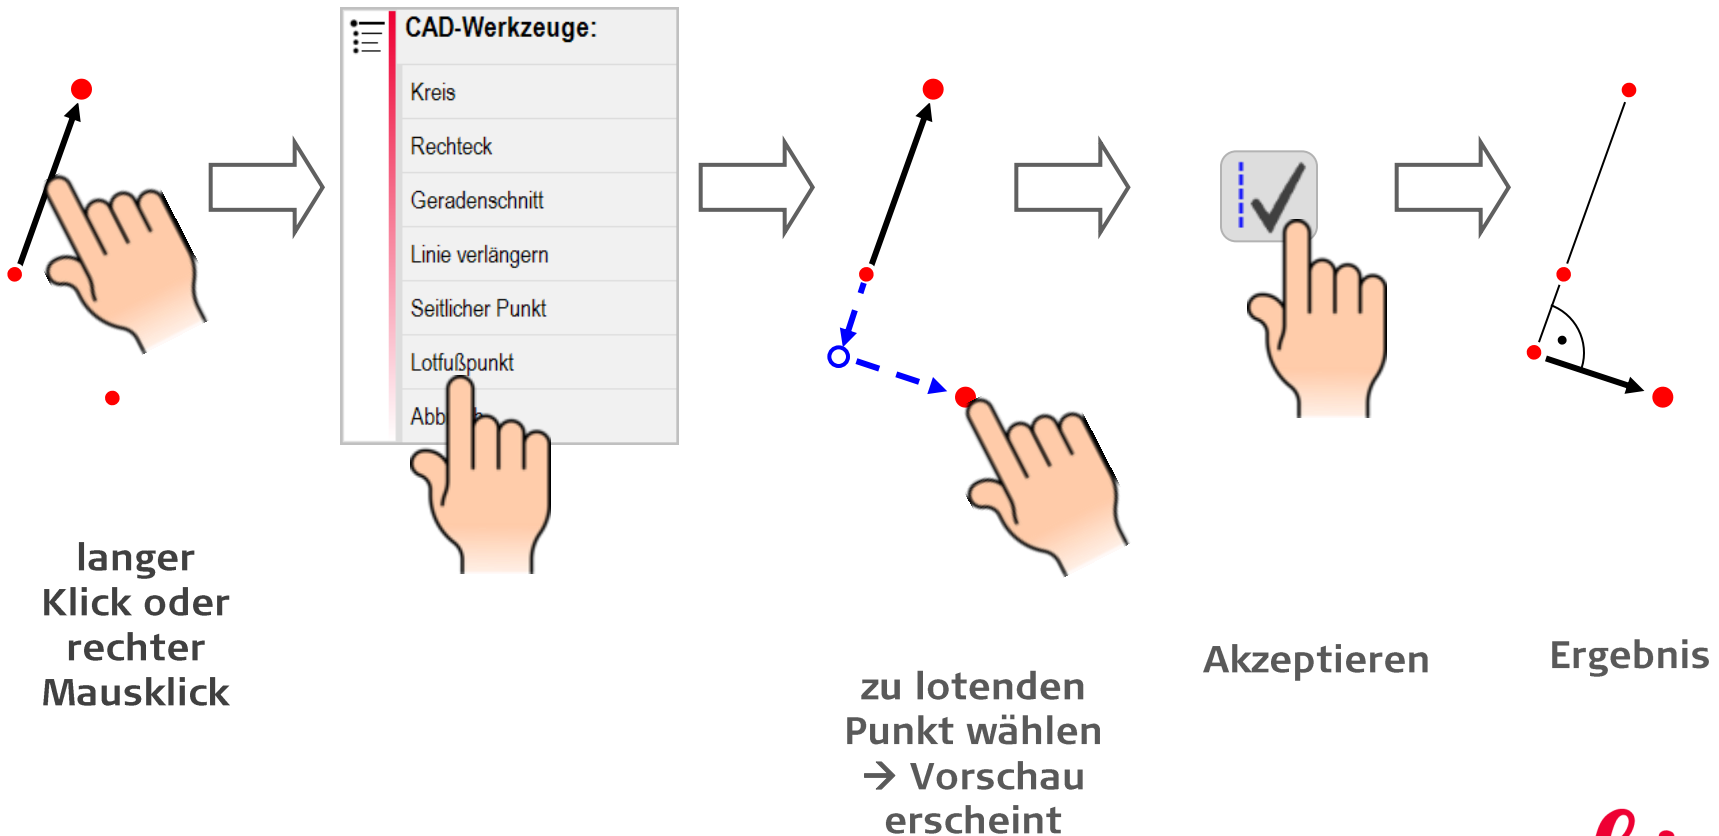 CAD-Werkzeuge:
Kreis
Rechteck
Geradenschnitt
Linie verlängern
Seitlicher Punkt
Lotfußpunkt
langer
Klick oder
rechter
Mausklick
zu lotenden
Punkt wählen
→ Vorschau
erscheint
Akzeptieren
Ergebnis